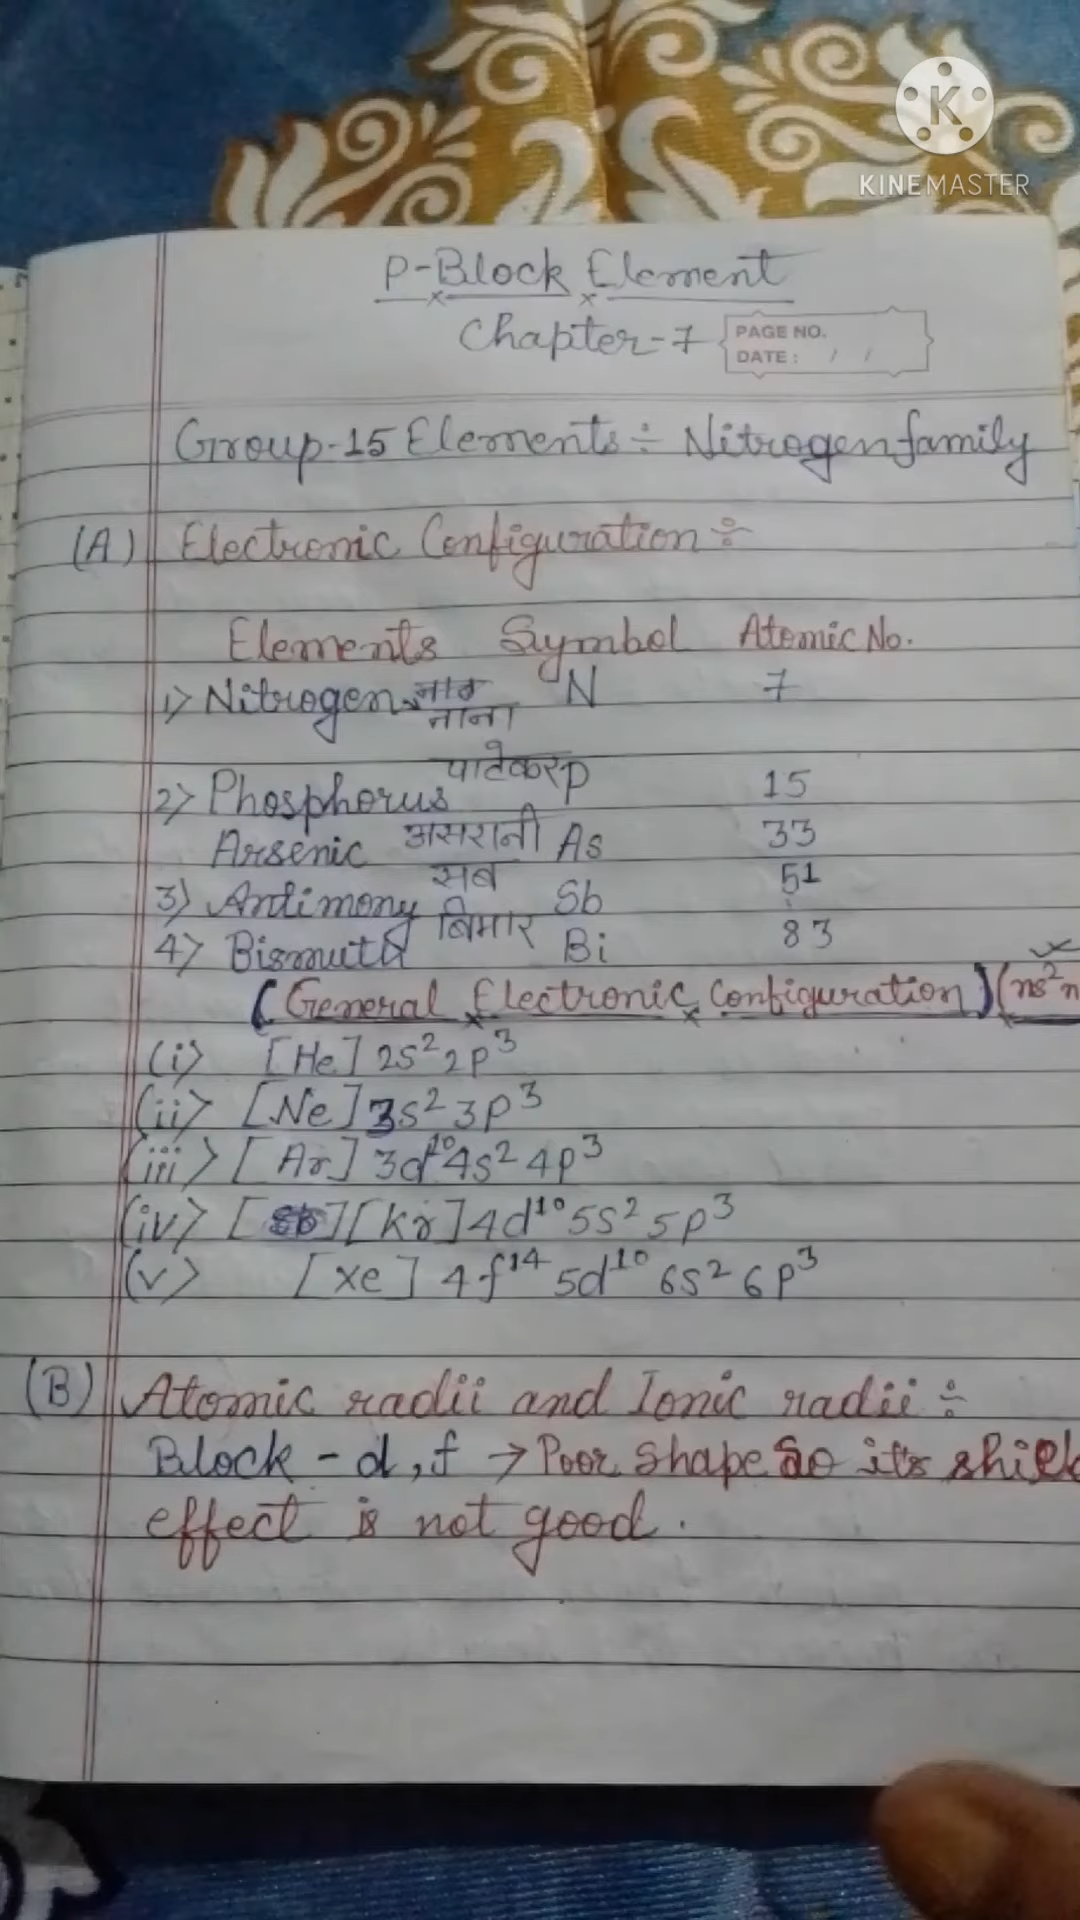 KINEMASTER
P-Block Element
Chapter-7
PAGE NO.
DATE: / /
Group-15 Elements ÷ Nitrogen family
(A) Electronic Configuration ÷
Elements Symbol Atomic No.
1) Nitrogen N 7
नाना
पाटेकर
2) Phosphorus P 15
Arsenic असरानी As 33
सब
3) Antimony Sb 51
4) Bismuth बिमार Bi 83
(General Electronic Configuration) (ns²n
(i) [He] 2s² 2p³
(ii) [Ne] 3s² 3p³
(iii) [Ar] 3d¹⁰ 4s² 4p³
(iv) [Sb] [Kr] 4d¹⁰ 5s² 5p³
(v) [Xe] 4f¹⁴ 5d¹⁰ 6s² 6p³
(B) Atomic radii and Ionic radii ÷
Block - d, f → Poor shape so its shiel
effect is not good.